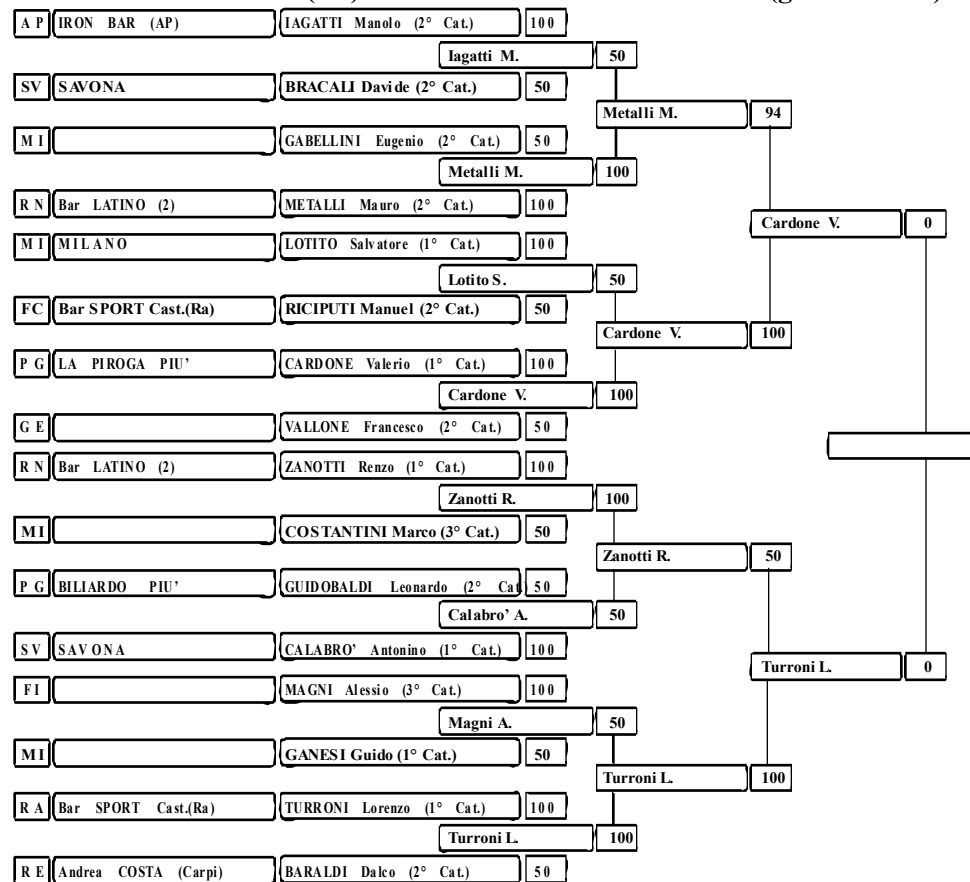 A P IRON BAR (AP) IAGATTI Manolo (2° Cat.) 100
Iagatti M. 50
SV SAVONA BRACALI Davide (2° Cat.) 50
Metalli M. 94
M I GABELLINI Eugenio (2° Cat.) 50
Metalli M. 100
R N Bar LATINO (2) METALLI Mauro (2° Cat.) 100
Cardone V. 0
M I MILANO LOTITO Salvatore (1° Cat.) 100
Lotito S. 50
FC Bar SPORT Cast.(Ra) RICIPUTI Manuel (2° Cat.) 50
Cardone V. 100
P G LA PIROGA PIU' CARDONE Valerio (1° Cat.) 100
Cardone V. 100
G E VALLONE Francesco (2° Cat.) 50
R N Bar LATINO (2) ZANOTTI Renzo (1° Cat.) 100
Zanotti R. 100
MI COSTANTINI Marco (3° Cat.) 50
Zanotti R. 50
P G BILIARDO PIU' GUIDOBALDI Leonardo (2° Cat.) 50
Calabro' A. 50
S V SAVONA CALABRO' Antonino (1° Cat.) 100
Turroni L. 0
F I MAGNI Alessio (3° Cat.) 100
Magni A. 50
MI GANESI Guido (1° Cat.) 50
Turroni L. 100
R A Bar SPORT Cast.(Ra) TURRONI Lorenzo (1° Cat.) 100
Turroni L. 100
R E Andrea COSTA (Carpi) BARALDI Dalco (2° Cat.) 50